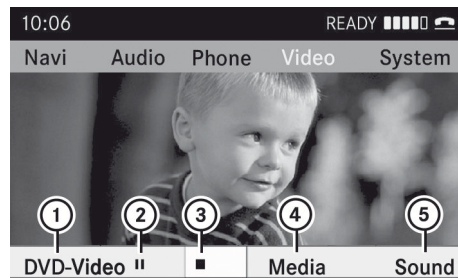 10:06 READY
Navi Audio Phone Video System
1 2 3 4 5
DVD-Video Media Sound